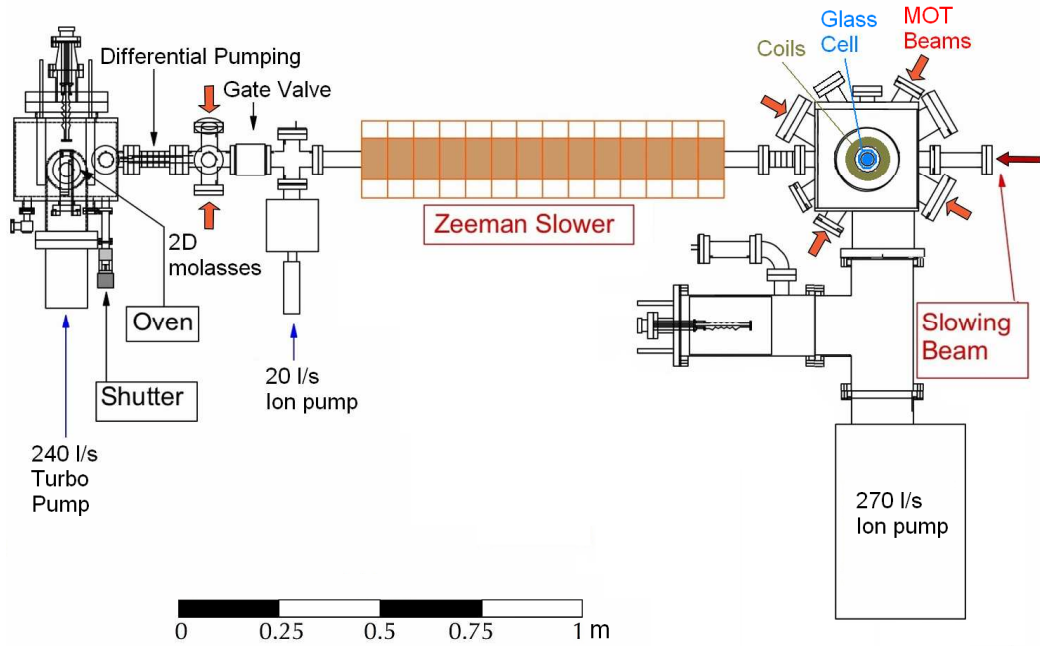 Differential Pumping
Gate Valve
Coils
Glass
Cell
MOT
Beams
Zeeman Slower
2D
molasses
Oven
Shutter
20 l/s
Ion pump
240 l/s
Turbo
Pump
Slowing
Beam
270 l/s
Ion pump
0 0.25 0.5 0.75 1 m